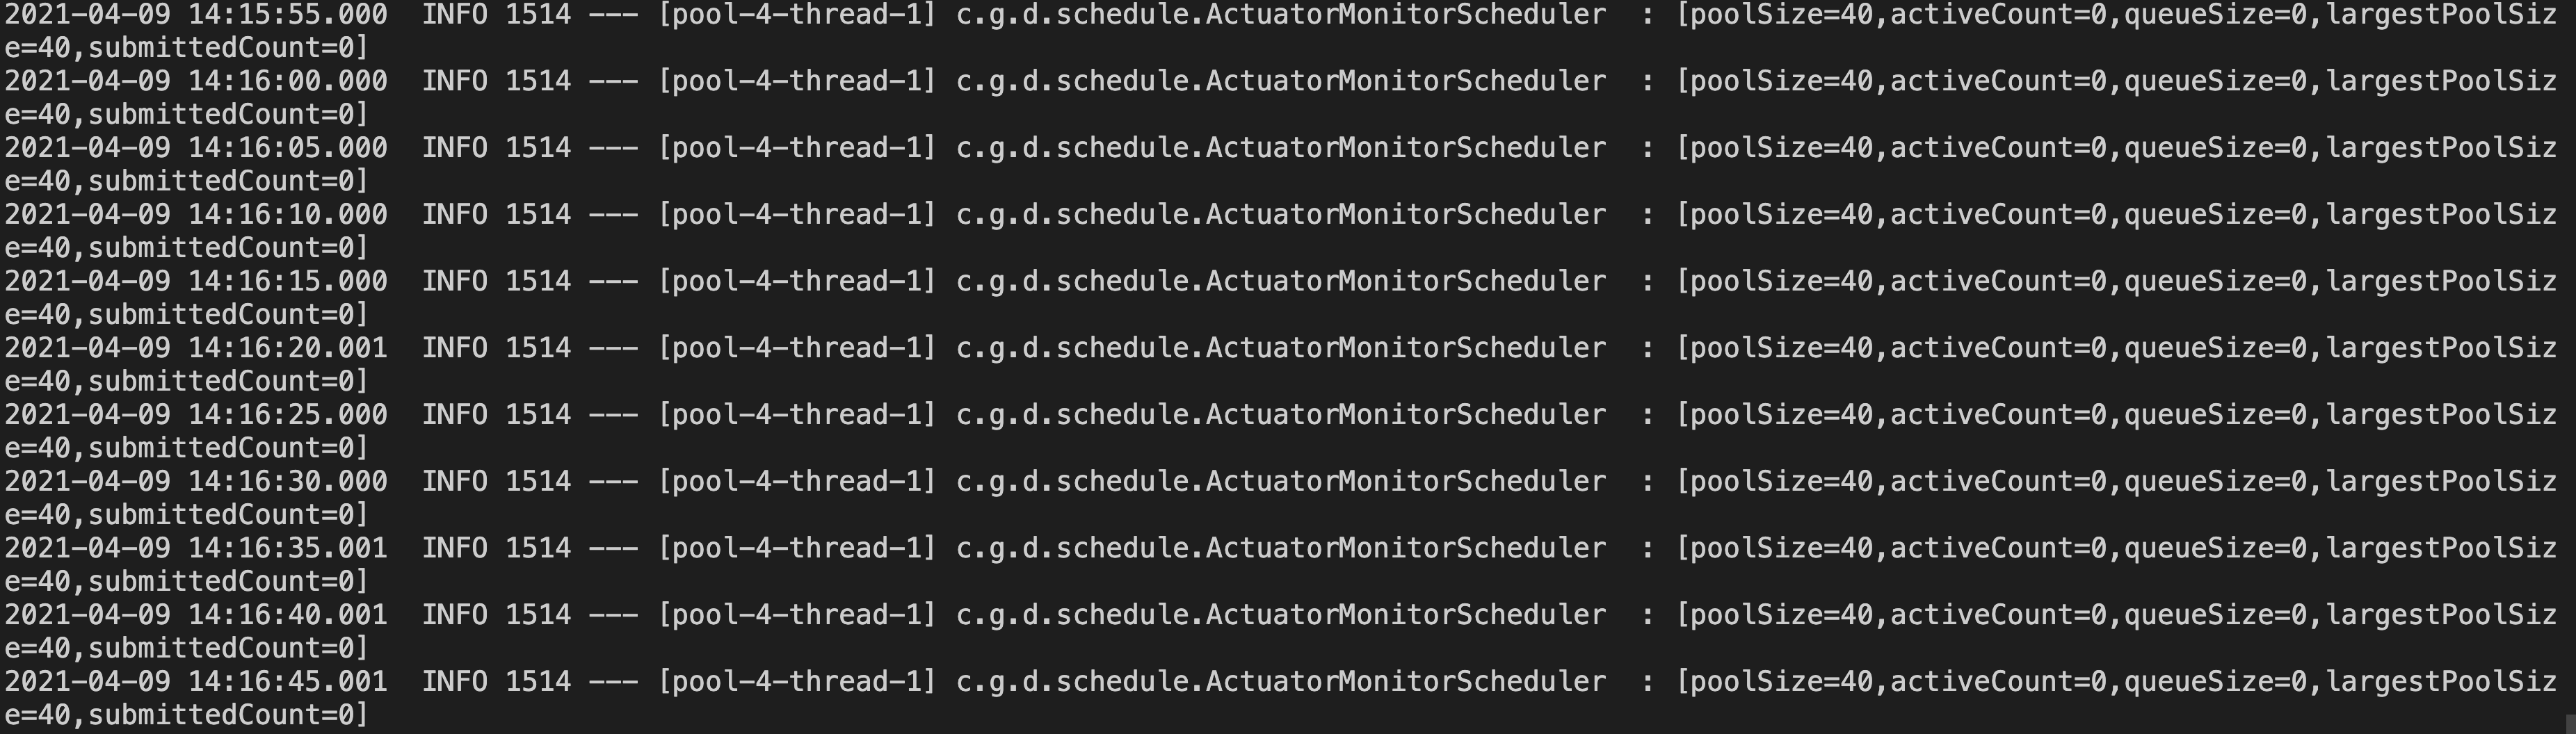 2021-04-09 14:15:55.000  INFO 1514 --- [pool-4-thread-1] c.g.d.schedule.ActuatorMonitorScheduler  : [poolSize=40,activeCount=0,queueSize=0,largestPoolSiz
e=40,submittedCount=0]
2021-04-09 14:16:00.000  INFO 1514 --- [pool-4-thread-1] c.g.d.schedule.ActuatorMonitorScheduler  : [poolSize=40,activeCount=0,queueSize=0,largestPoolSiz
e=40,submittedCount=0]
2021-04-09 14:16:05.000  INFO 1514 --- [pool-4-thread-1] c.g.d.schedule.ActuatorMonitorScheduler  : [poolSize=40,activeCount=0,queueSize=0,largestPoolSiz
e=40,submittedCount=0]
2021-04-09 14:16:10.000  INFO 1514 --- [pool-4-thread-1] c.g.d.schedule.ActuatorMonitorScheduler  : [poolSize=40,activeCount=0,queueSize=0,largestPoolSiz
e=40,submittedCount=0]
2021-04-09 14:16:15.000  INFO 1514 --- [pool-4-thread-1] c.g.d.schedule.ActuatorMonitorScheduler  : [poolSize=40,activeCount=0,queueSize=0,largestPoolSiz
e=40,submittedCount=0]
2021-04-09 14:16:20.001  INFO 1514 --- [pool-4-thread-1] c.g.d.schedule.ActuatorMonitorScheduler  : [poolSize=40,activeCount=0,queueSize=0,largestPoolSiz
e=40,submittedCount=0]
2021-04-09 14:16:25.000  INFO 1514 --- [pool-4-thread-1] c.g.d.schedule.ActuatorMonitorScheduler  : [poolSize=40,activeCount=0,queueSize=0,largestPoolSiz
e=40,submittedCount=0]
2021-04-09 14:16:30.000  INFO 1514 --- [pool-4-thread-1] c.g.d.schedule.ActuatorMonitorScheduler  : [poolSize=40,activeCount=0,queueSize=0,largestPoolSiz
e=40,submittedCount=0]
2021-04-09 14:16:35.001  INFO 1514 --- [pool-4-thread-1] c.g.d.schedule.ActuatorMonitorScheduler  : [poolSize=40,activeCount=0,queueSize=0,largestPoolSiz
e=40,submittedCount=0]
2021-04-09 14:16:40.001  INFO 1514 --- [pool-4-thread-1] c.g.d.schedule.ActuatorMonitorScheduler  : [poolSize=40,activeCount=0,queueSize=0,largestPoolSiz
e=40,submittedCount=0]
2021-04-09 14:16:45.001  INFO 1514 --- [pool-4-thread-1] c.g.d.schedule.ActuatorMonitorScheduler  : [poolSize=40,activeCount=0,queueSize=0,largestPoolSiz
e=40,submittedCount=0]